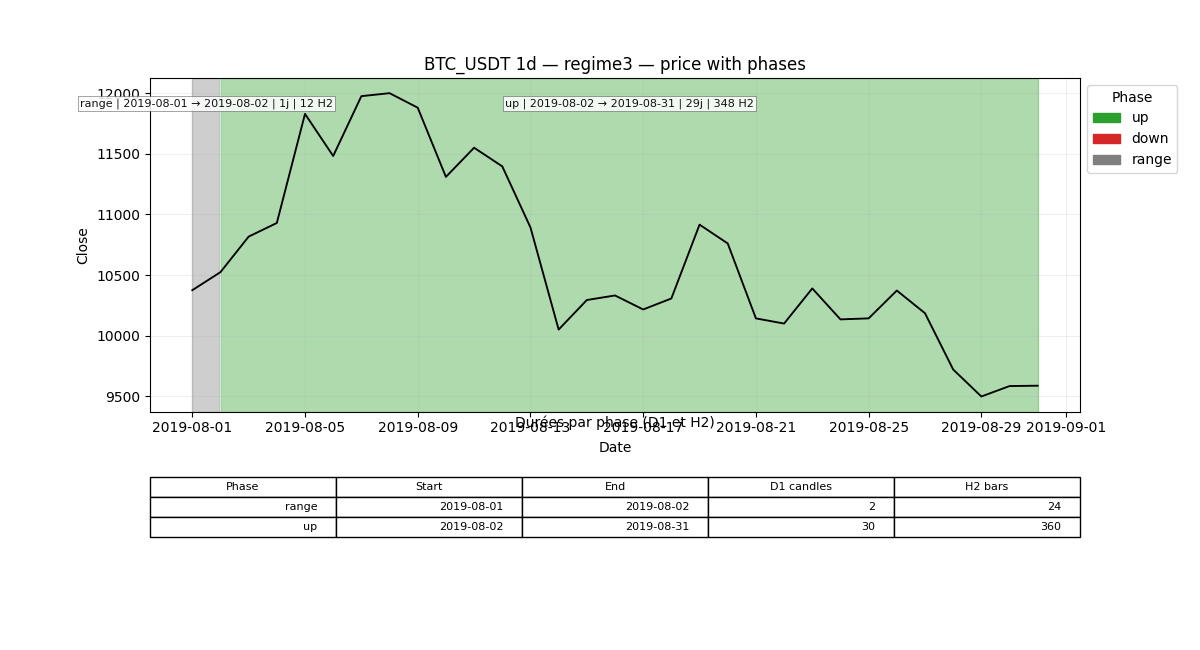 BTC_USDT 1d — regime3 — price with phases
12000
11500
11000
10500
10000
9500
Close
range | 2019-08-01 → 2019-08-02 | 1j | 12 H2
up | 2019-08-02 → 2019-08-31 | 29j | 348 H2
Phase
up
down
range
2019-08-01 2019-08-05 2019-08-09 2019-08-13 2019-08-17 2019-08-21 2019-08-25 2019-08-29 2019-09-01
Durées par phase (D1 et H2)
Date
Phase Start End D1 candles H2 bars
range 2019-08-01 2019-08-02 2 24
up 2019-08-02 2019-08-31 30 360